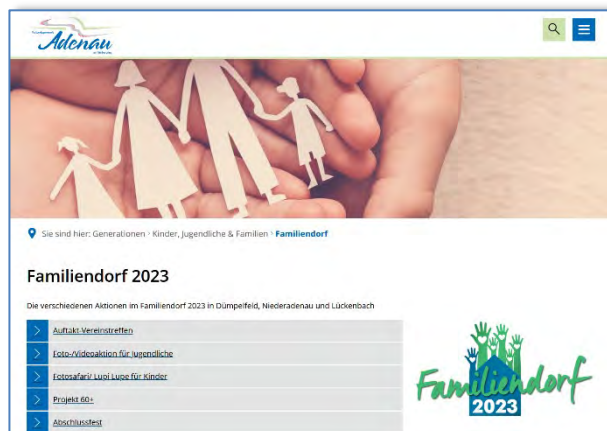 Adenau
Sie sind hier: Generationen › Kinder, Jugendliche & Familien › Familiendorf
Familiendorf 2023
Die verschiedenen Aktionen im Familiendorf 2023 in Dümpelfeld, Niederadenau und Lückenbach
Auftakt-Vereinstreffen
Foto-/Videoaktion für Jugendliche
Fotosafari/ Lupi Lupe für Kinder
Projekt 60+
Abschlussfest
Familiendorf
2023